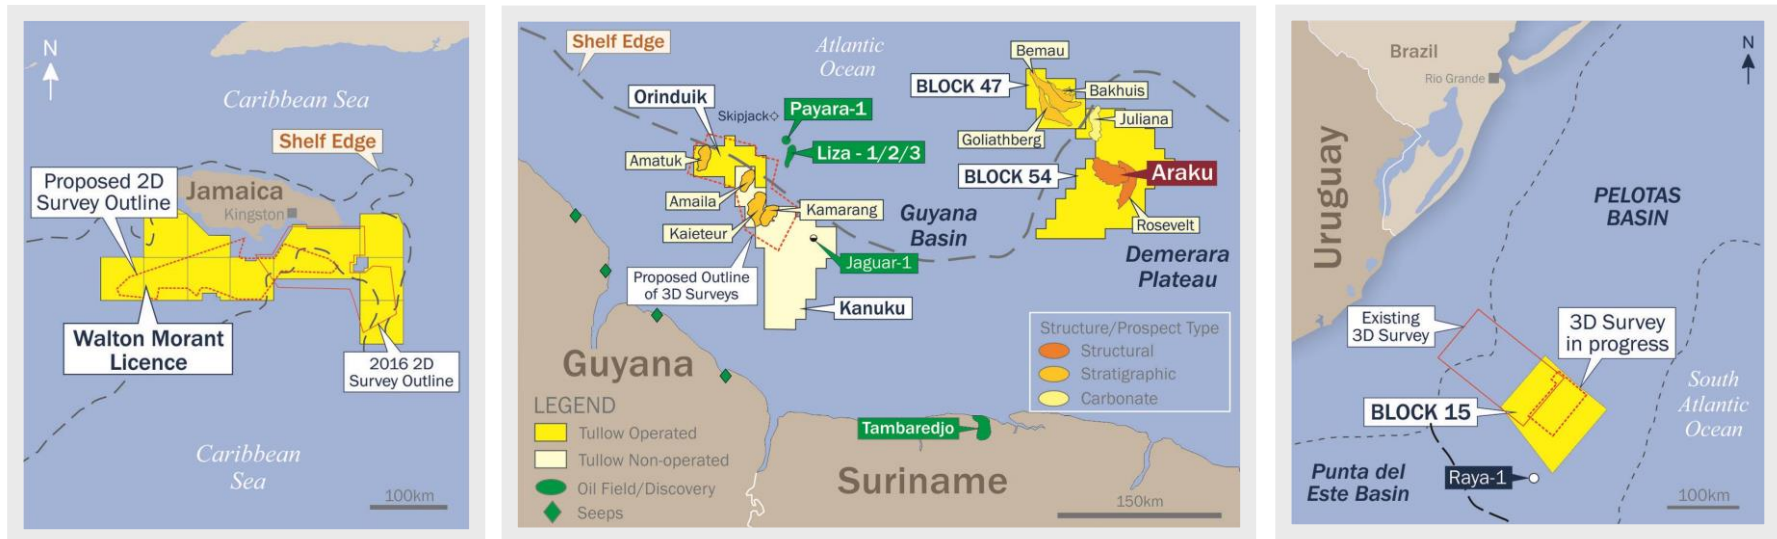 N
Caribbean Sea
Shelf Edge
Proposed 2D
Survey Outline
Jamaica
Kingston
Walton Morant
Licence
2016 2D
Survey Outline
Caribbean
Sea
100km
Shelf Edge
Atlantic
Ocean
Bemau
BLOCK 47
Bakhuis
Orinduik
Skipjack
Payara-1
Juliana
Goliathberg
Liza - 1/2/3
Amatuk
BLOCK 54
Araku
Amaila
Kamarang
Guyana
Basin
Rosevelt
Kaieteur
Demerara
Plateau
Jaguar-1
Proposed Outline
of 3D Surveys
Kanuku
Structure/Prospect Type
Structural
Stratigraphic
Carbonate
Guyana
LEGEND
Tullow Operated
Tullow Non-operated
Oil Field/Discovery
Seeps
Tambaredjo
Suriname
150km
Brazil
N
Rio Grande
Uruguay
PELOTAS
BASIN
Existing
3D Survey
3D Survey
in progress
BLOCK 15
South
Atlantic
Ocean
Punta del
Este Basin
Raya-1
100km